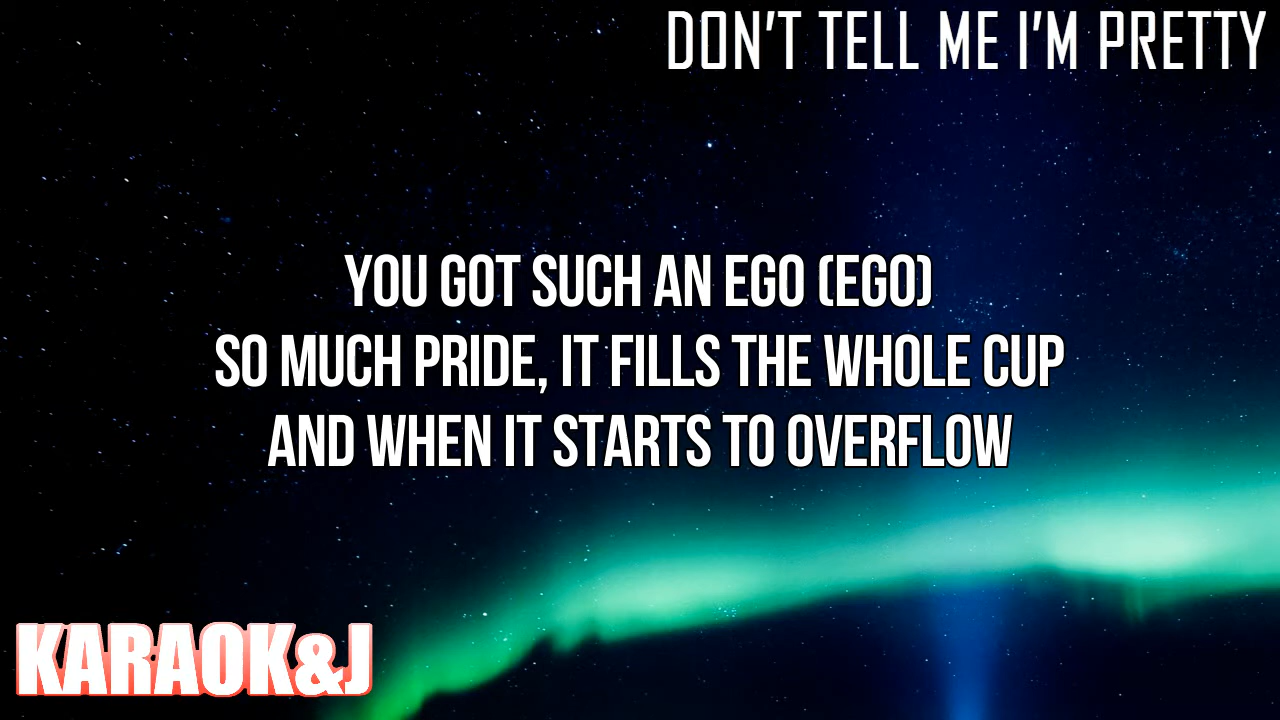 DON'T TELL ME I'M PRETTY
YOU GOT SUCH AN EGO (EGO)
SO MUCH PRIDE, IT FILLS THE WHOLE CUP
AND WHEN IT STARTS TO OVERFLOW
KARAOK&J